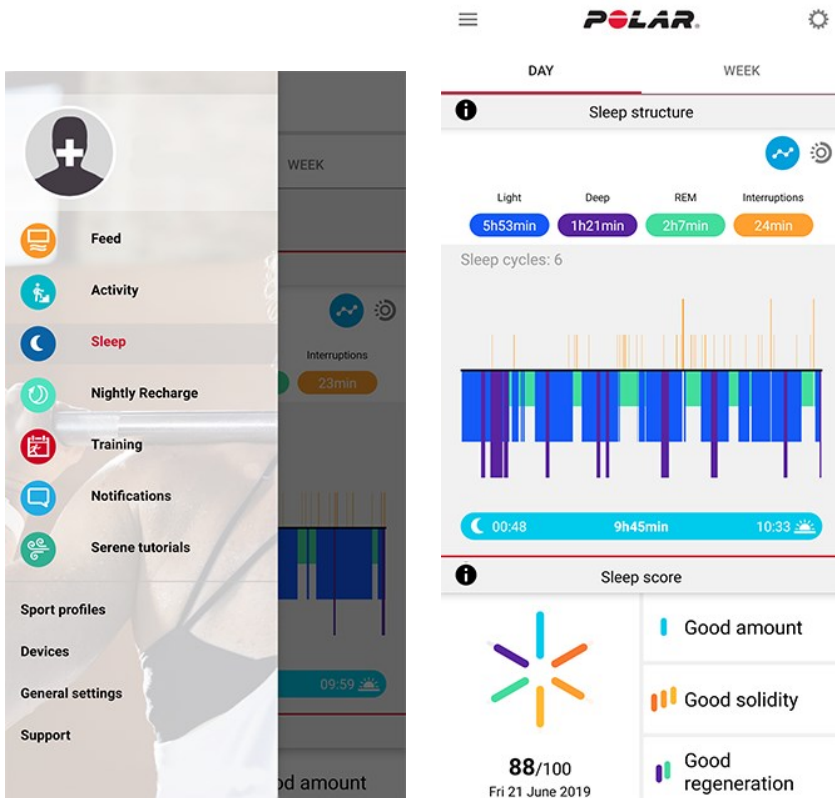 WEEK
Feed
Activity
Sleep
Interruptions
23min
Nightly Recharge
Training
Notifications
Serene tutorials
Sport profiles
Devices
General settings
09:59
Support
od amount
POLAR.
DAY WEEK
Sleep structure
Light Deep REM Interruptions
5h53min 1h21min 2h7min 24min
Sleep cycles: 6
00:48 9h45min 10:33
Sleep score
Good amount
Good solidity
88/100
Fri 21 June 2019
Good
regeneration